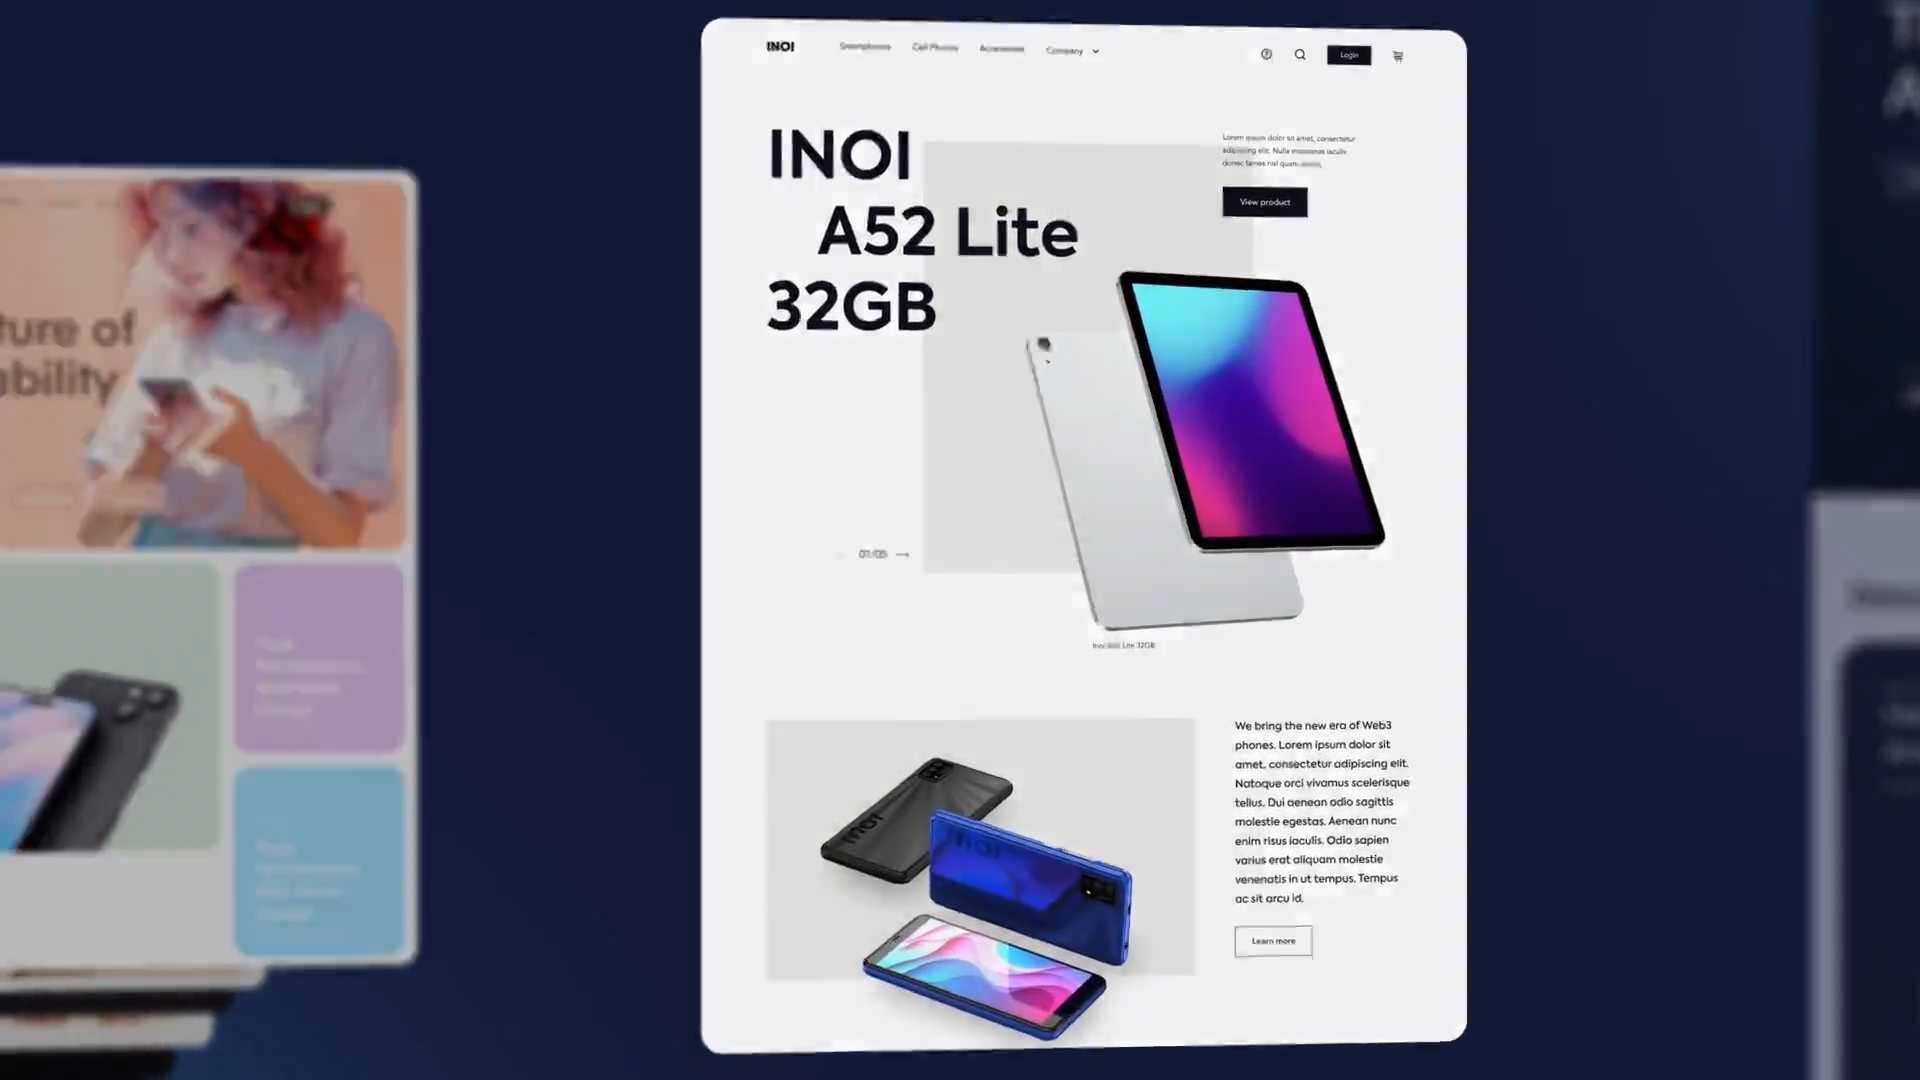 INOI
Smartphones
Cell Phones
Accessories
Company
Login
INOI
A52 Lite
32GB
Lorem ipsum dolor sit amet, consectetur
adipiscing elit. Nulla maecenas iaculis
donec fames nisl quam
View product
01/05
Lite 32GB
We bring the new era of Web3
phones. Lorem ipsum dolor sit
amet, consectetur adipiscing elit.
Natoque orci vivamus scelerisque
tellus. Dui aenean odio sagittis
molestie egestas. Aenean nunc
enim risus iaculis. Odio sapien
varius erat aliquam molestie
venenatis in ut tempus. Tempus
ac sit arcu id.
Learn more
inoi
inoi
ture of
ability